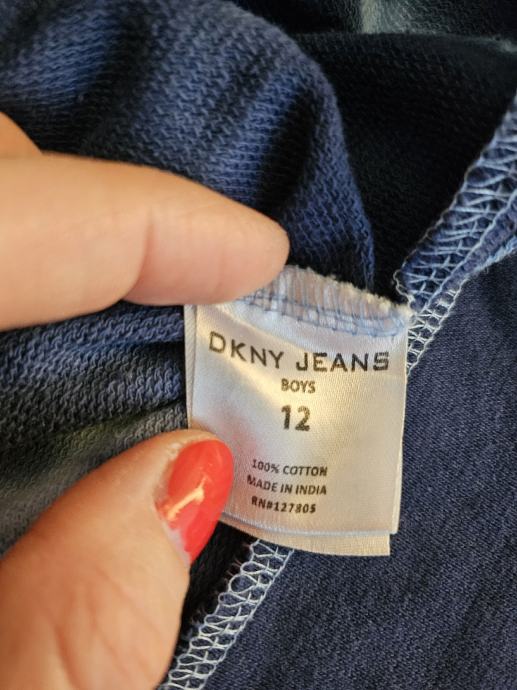 DKNY JEANS
BOYS
12
100% COTTON
MADE IN INDIA
RN#127805